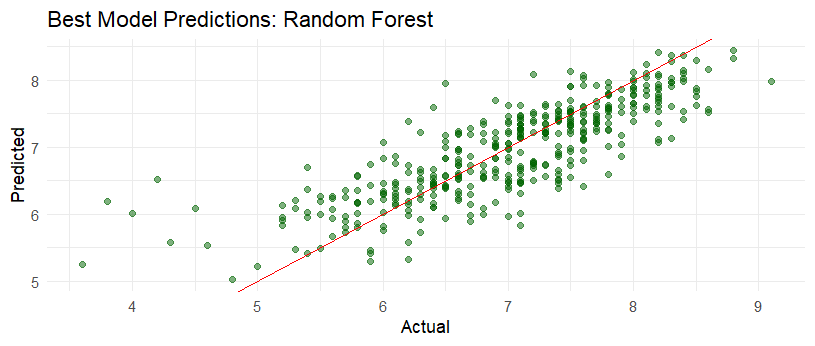 Best Model Predictions: Random Forest
8
7
6
5
Predicted
4 5 6 7 8 9
Actual